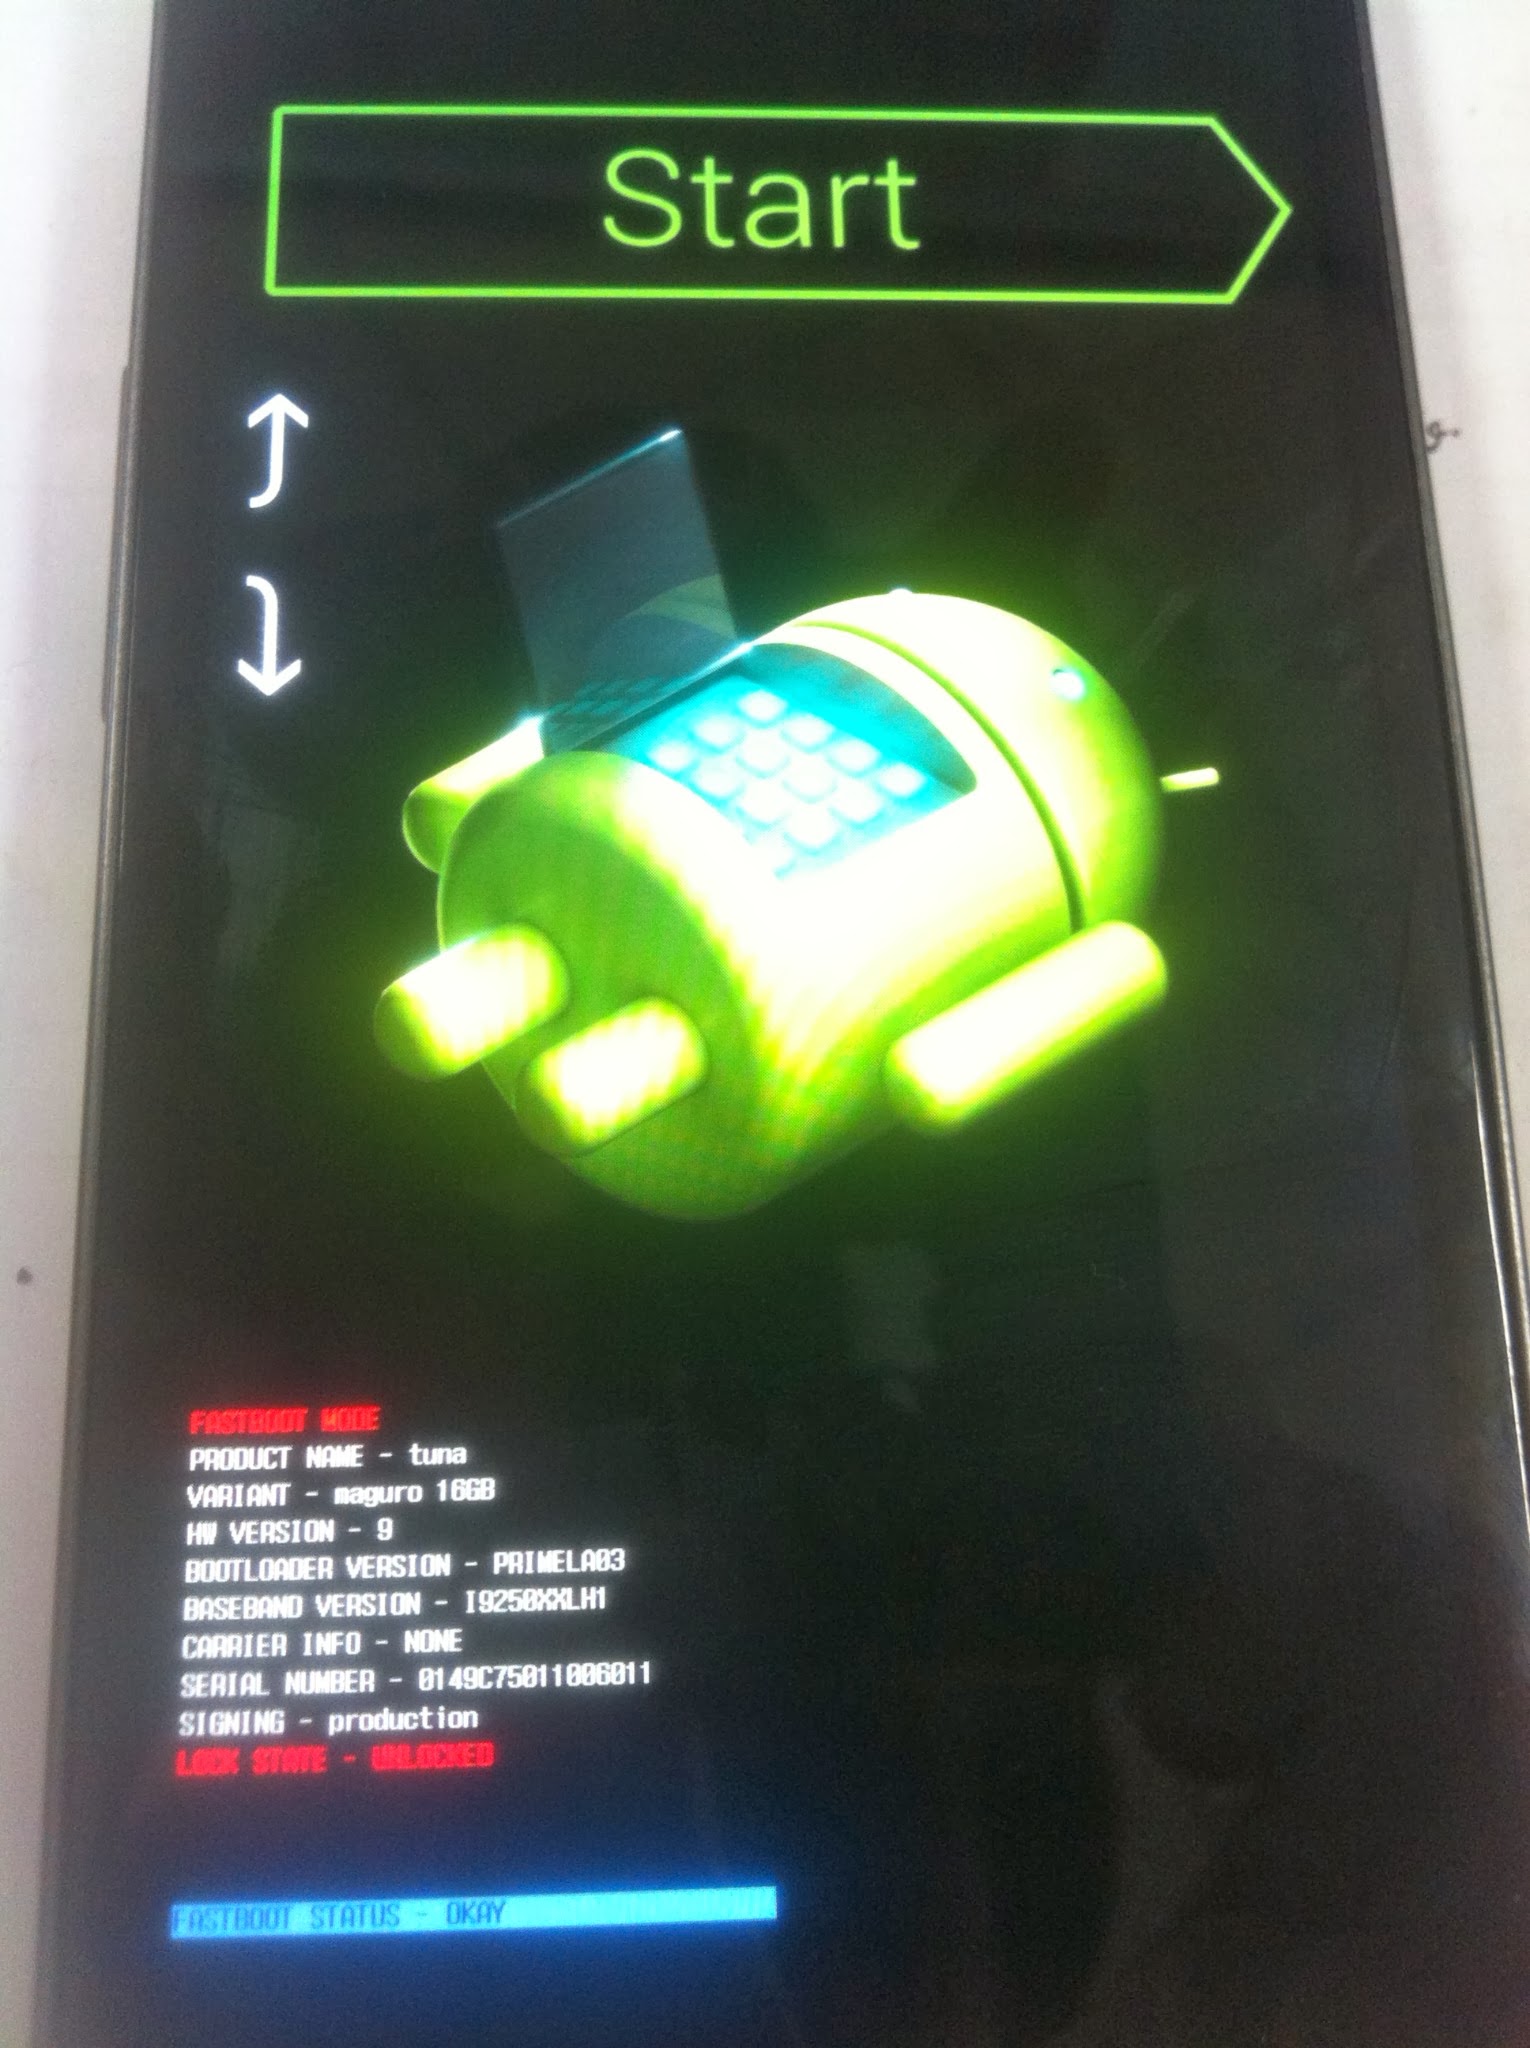 Start
FASTBOOT MODE
PRODUCT NAME - tuna
VARIANT - maguro 16GB
HW VERSION - 9
BOOTLOADER VERSION - PRIMELA03
BASEBAND VERSION - I9250XXLH1
CARRIER INFO - NONE
SERIAL NUMBER - 0149C75011006011
SIGNING - production
LOCK STATE - UNLOCKED
FASTBOOT STATUS - OKAY